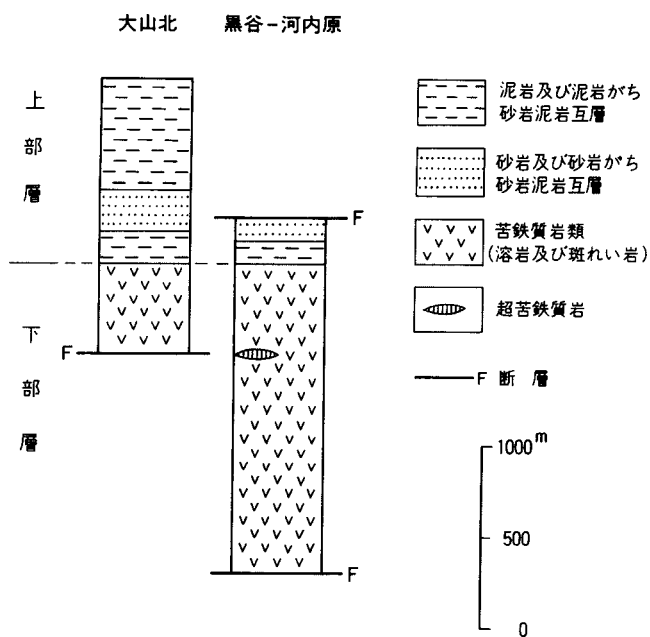 大山北
黒谷－河内原
上
部
層
下
部
層
F
F
F
泥岩及び泥岩がち
砂岩泥岩互層
砂岩及び砂岩がち
砂岩泥岩互層
苦鉄質岩類
(溶岩及び斑れい岩)
超苦鉄質岩
F 断層
1000m
500
0